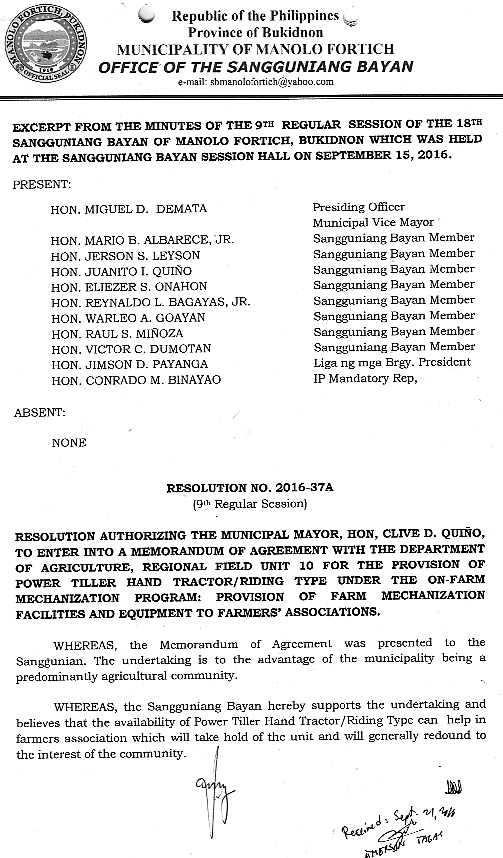 Republic of the Philippines
Province of Bukidnon
MUNICIPALITY OF MANOLO FORTICH
OFFICE OF THE SANGGUNIANG BAYAN
e-mail: sbmanolofortich@yahoo.com
MANOLO FORTICH, BUKIDNON
OFFICIAL SEAL
EXCERPT FROM THE MINUTES OF THE 9TH REGULAR SESSION OF THE 18TH
SANGGUNIANG BAYAN OF MANOLO FORTICH, BUKIDNON WHICH WAS HELD
AT THE SANGGUNIANG BAYAN SESSION HALL ON SEPTEMBER 15, 2016.
PRESENT:
HON. MIGUEL D. DEMATA Presiding Officer
Municipal Vice Mayor
HON. MARIO B. ALBARECE, JR. Sangguniang Bayan Member
HON. JERSON S. LEYSON Sangguniang Bayan Member
HON. JUANITO I. QUIÑO Sangguniang Bayan Member
HON. ELIEZER S. ONAHON Sangguniang Bayan Member
HON. REYNALDO L. BAGAYAS, JR. Sangguniang Bayan Member
HON. WARLEO A. GOAYAN Sangguniang Bayan Member
HON. RAUL S. MIÑOZA Sangguniang Bayan Member
HON. VICTOR C. DUMOTAN Sangguniang Bayan Member
HON. JIMSON D. PAYANGA Liga ng mga Brgy. President
HON. CONRADO M. BINAYAO IP Mandatory Rep,
ABSENT:
NONE
RESOLUTION NO. 2016-37A
(9th Regular Session)
RESOLUTION AUTHORIZING THE MUNICIPAL MAYOR, HON, CLIVE D. QUIÑO,
TO ENTER INTO A MEMORANDUM OF AGREEMENT WITH THE DEPARTMENT
OF AGRICULTURE, REGIONAL FIELD UNIT 10 FOR THE PROVISION OF
POWER TILLER HAND TRACTOR/RIDING TYPE UNDER THE ON-FARM
MECHANIZATION PROGRAM: PROVISION OF FARM MECHANIZATION
FACILITIES AND EQUIPMENT TO FARMERS' ASSOCIATIONS.
WHEREAS, the Memorandum of Agreement was presented to the
Sanggunian. The undertaking is to the advantage of the municipality being a
predominantly agricultural community.
WHEREAS, the Sangguniang Bayan hereby supports the undertaking and
believes that the availability of Power Tiller Hand Tractor/Riding Type can help in
farmers association which will take hold of the unit and will generally redound to
the interest of the community.
Received: Sept. 21, 2016